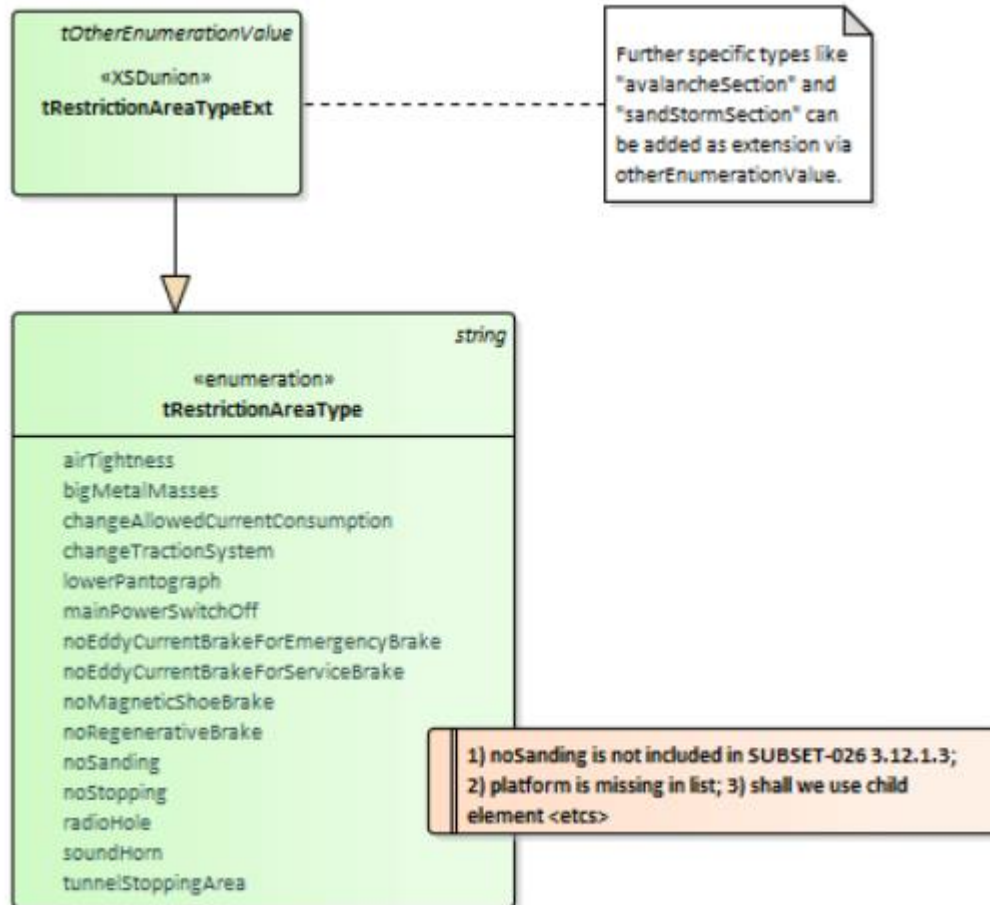 tOtherEnumerationValue
«XSDunion»
tRestrictionAreaTypeExt
Further specific types like
"avalancheSection" and
"sandStormSection" can
be added as extension via
otherEnumerationValue.
string
«enumeration»
tRestrictionAreaType
airTightness
bigMetalMasses
changeAllowedCurrentConsumption
changeTractionSystem
lowerPantograph
mainPowerSwitchOff
noEddyCurrentBrakeForEmergencyBrake
noEddyCurrentBrakeForServiceBrake
noMagneticShoeBrake
noRegenerativeBrake
noSanding
noStopping
radioHole
soundHorn
tunnelStoppingArea
1) noSanding is not included in SUBSET-026 3.12.1.3;
2) platform is missing in list; 3) shall we use child
element <etcs>